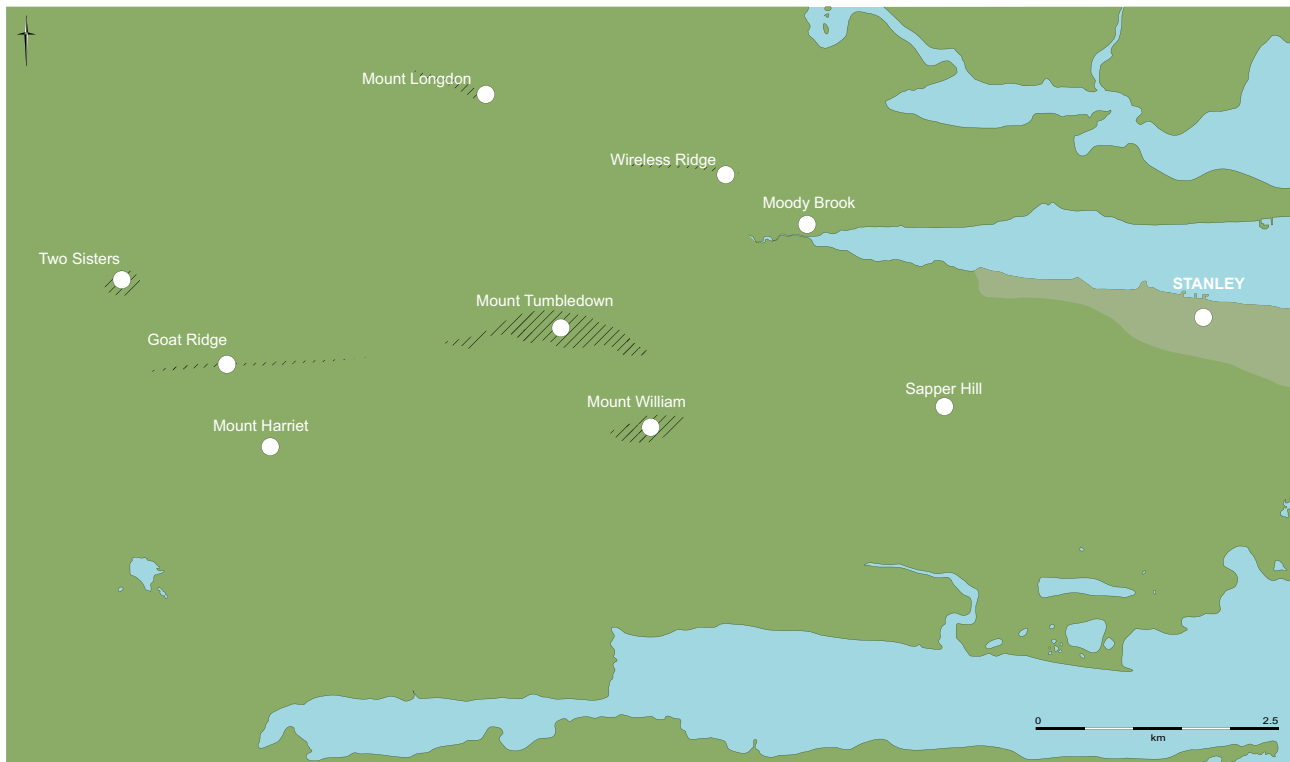 Mount Longdon
Wireless Ridge
Moody Brook
Two Sisters
STANLEY
Mount Tumbledown
Goat Ridge
Sapper Hill
Mount William
Mount Harriet
0 2.5
km